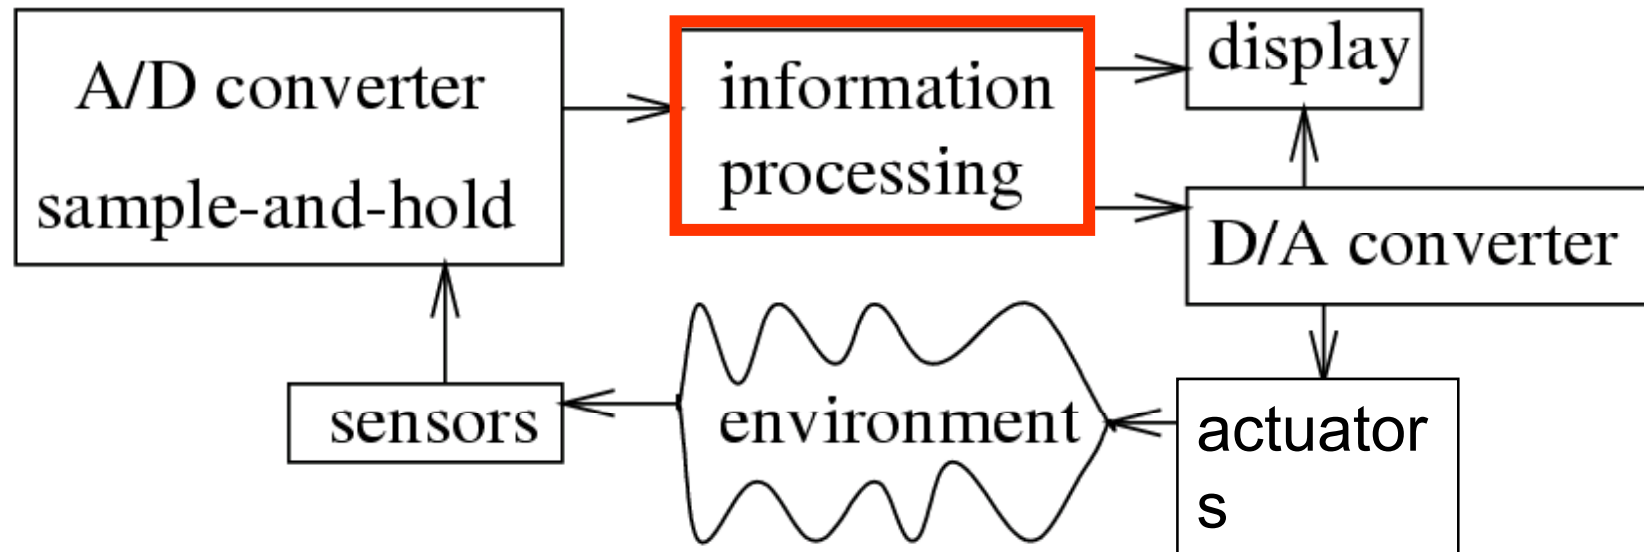 A/D converter
sample-and-hold
information
processing
display
D/A converter
sensors
environment
actuator
s